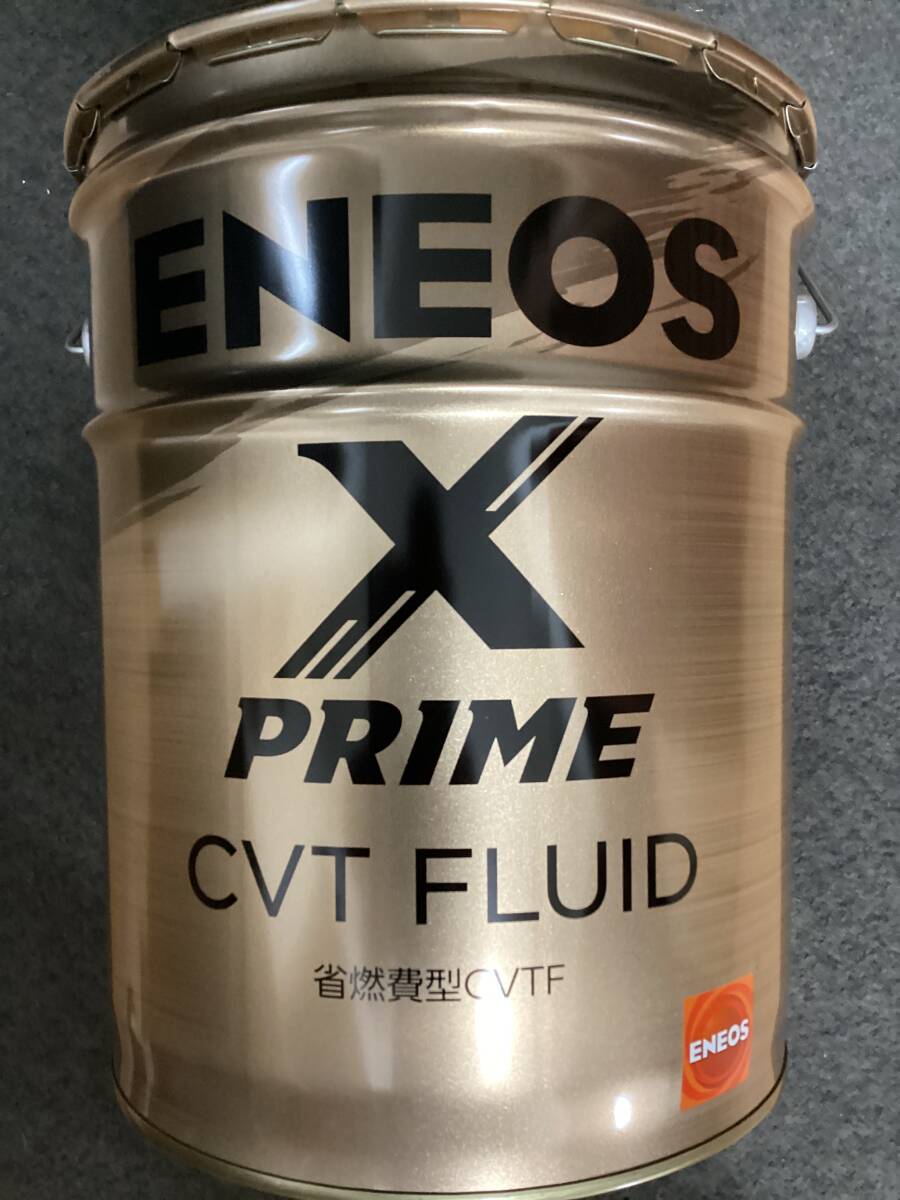 ENEOS
X
PRIME
CVT FLUID
省燃費型CVTF
ENEOS